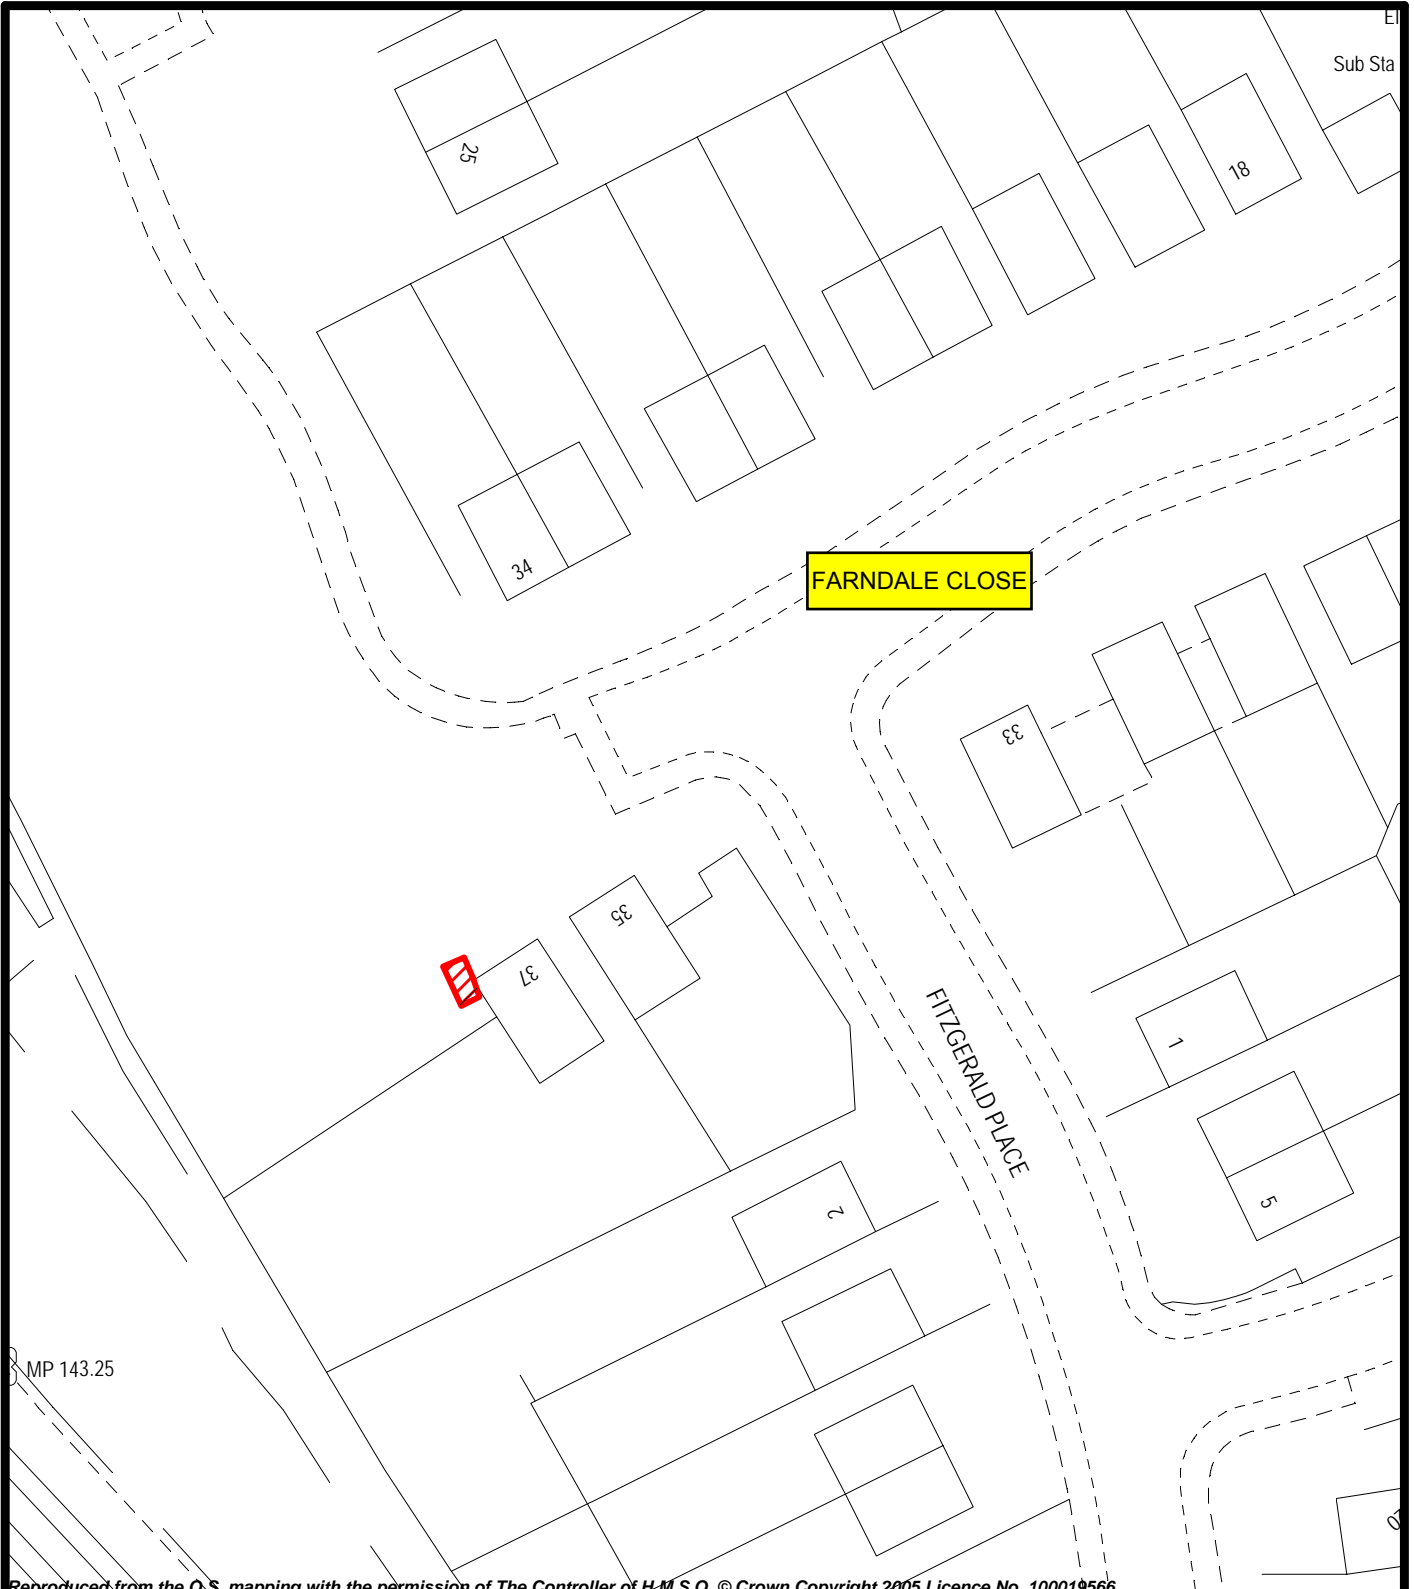 El
Sub Sta
25
18
34
FARNDALE CLOSE
33
35
37
FITZGERALD PLACE
1
5
2
MP 143.25
Reproduced from the O.S. mapping with the permission of The Controller of H.M.S.O. © Crown Copyright 2005 Licence No. 100019566